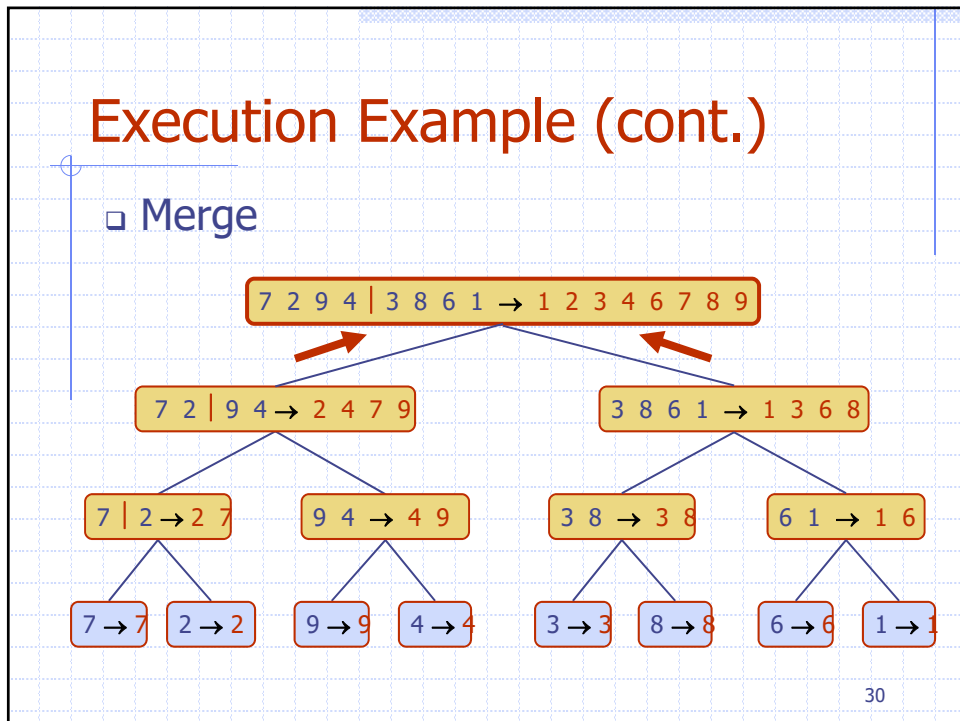 Execution Example (cont.)
❑ Merge
7 2 9 4 | 3 8 6 1 → 1 2 3 4 6 7 8 9
7 2 | 9 4 → 2 4 7 9
3 8 6 1 → 1 3 6 8
7 | 2 → 2 7
9 4 → 4 9
3 8 → 3 8
6 1 → 1 6
7 → 7
2 → 2
9 → 9
4 → 4
3 → 3
8 → 8
6 → 6
1 → 1
30